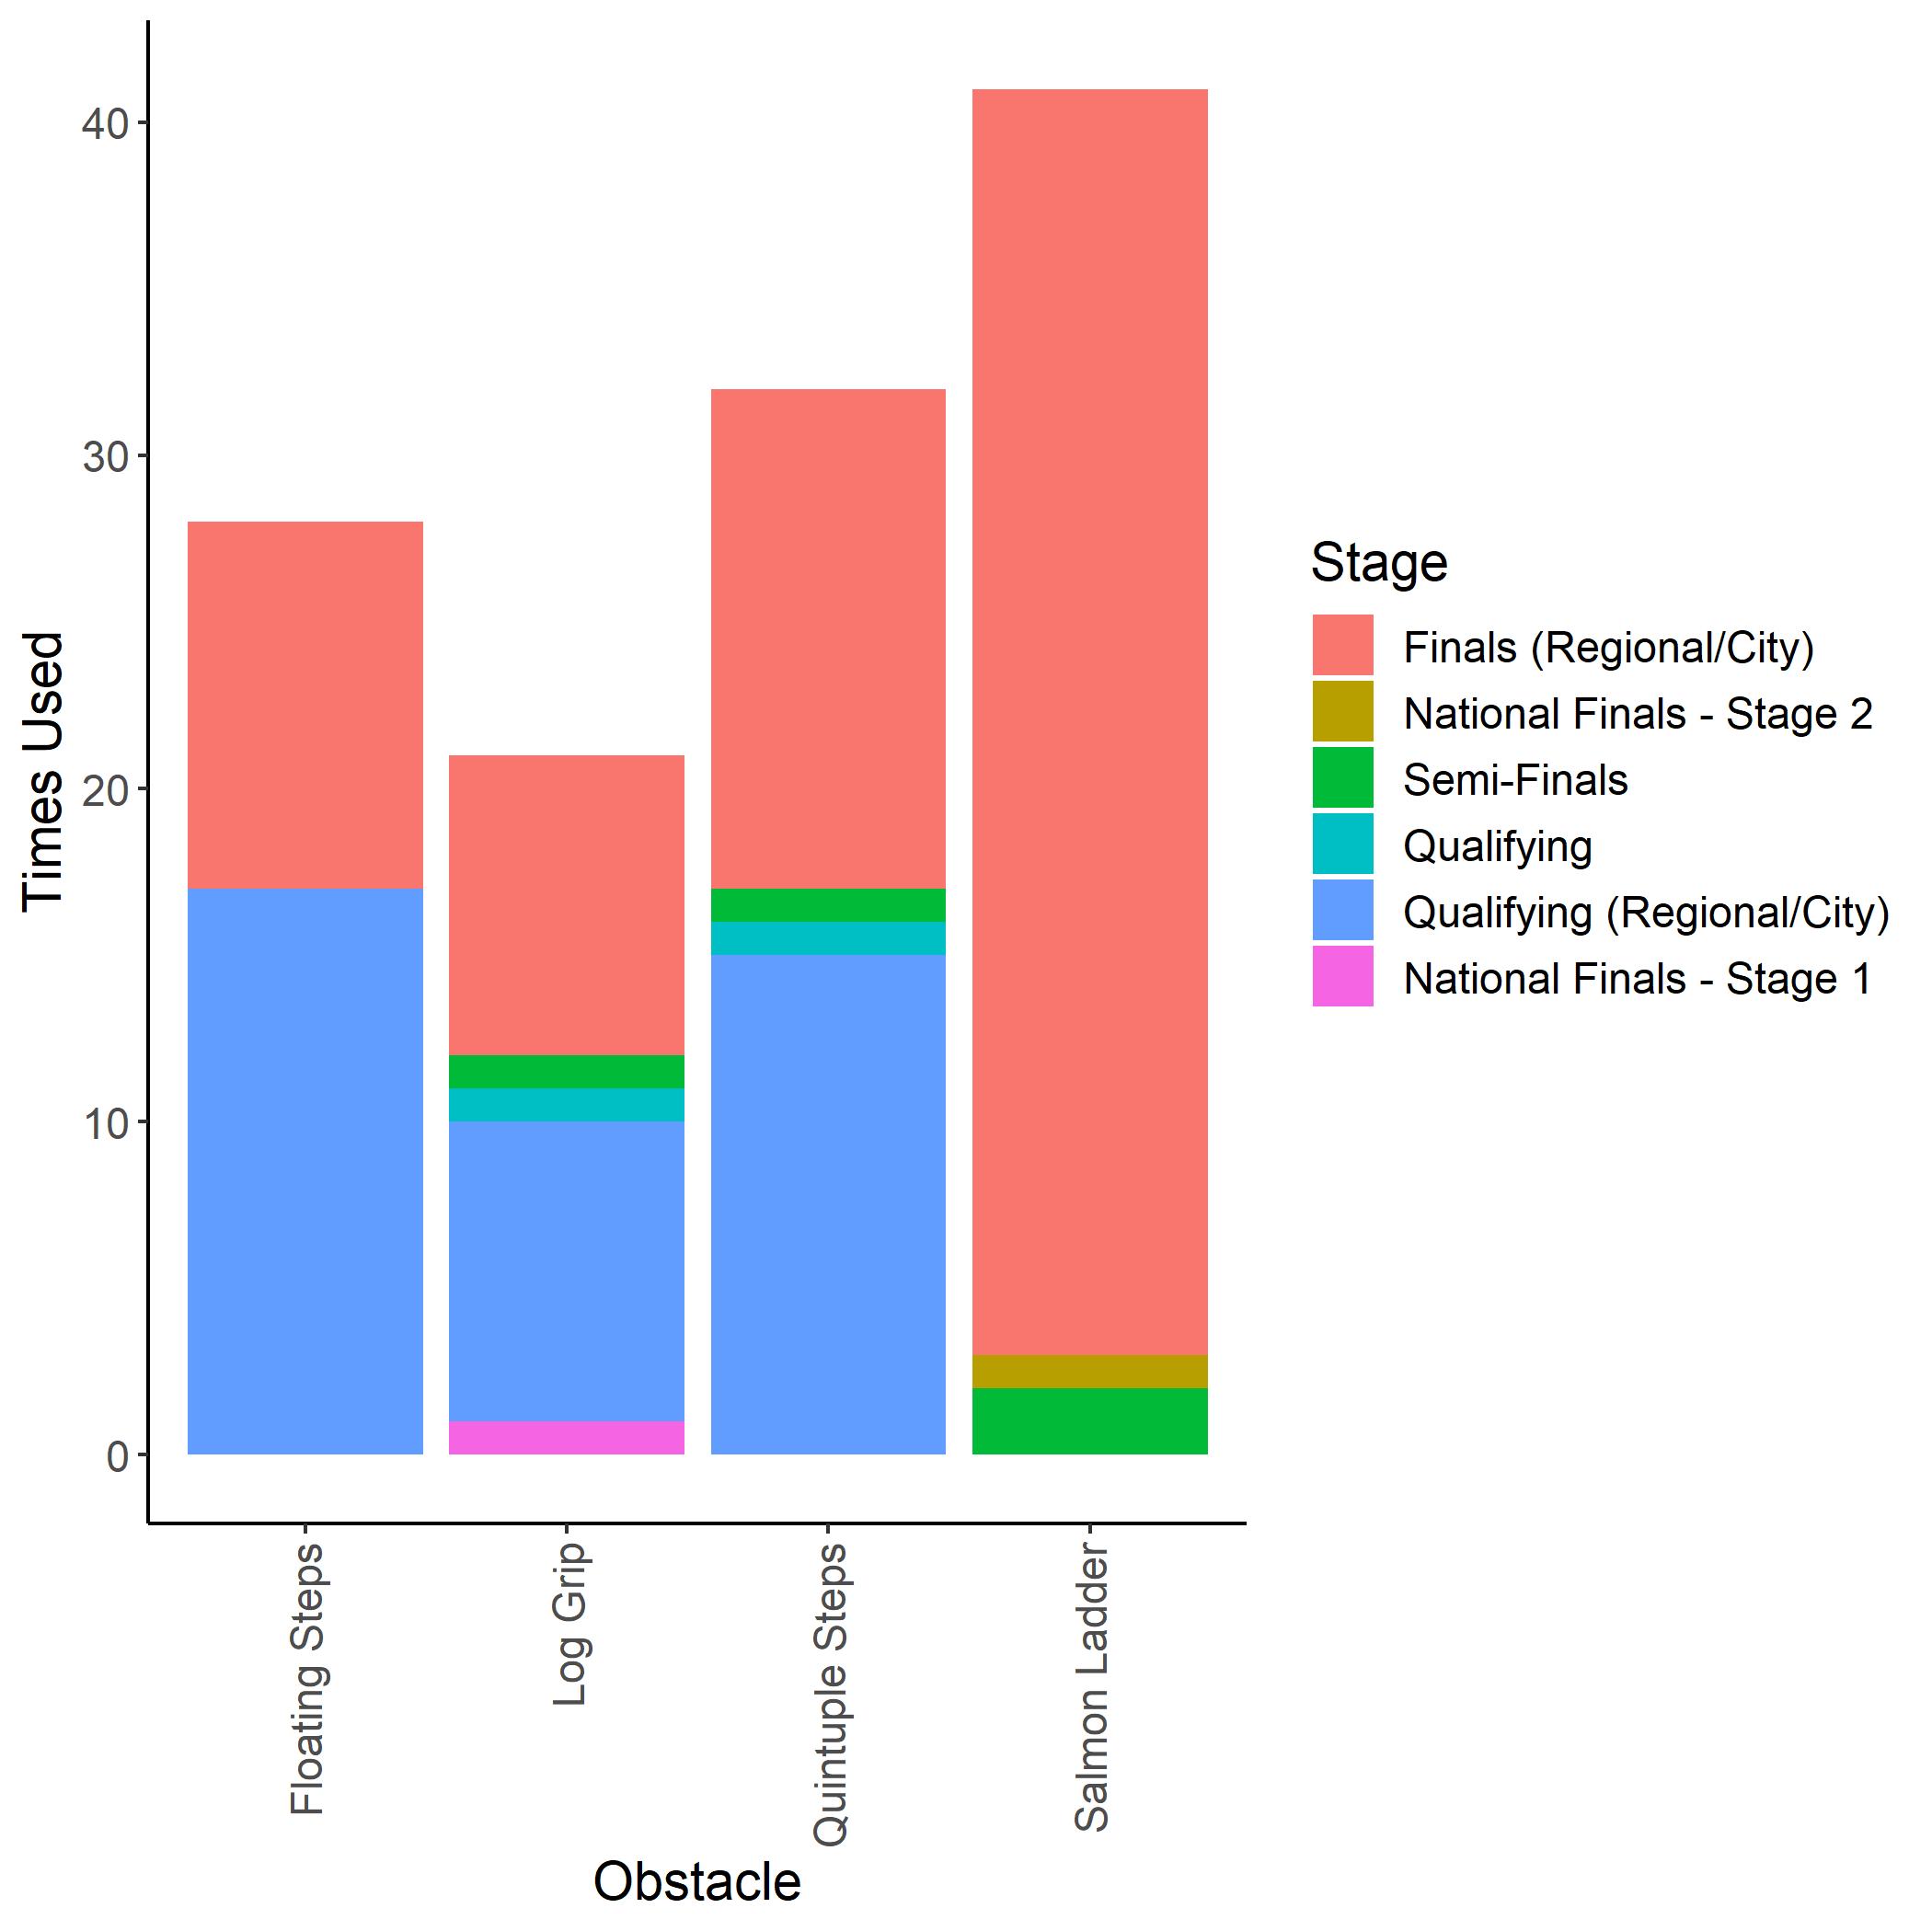 40
30
20
10
0
Times Used
Floating Steps
Log Grip
Quintuple Steps
Salmon Ladder
Obstacle
Stage
Finals (Regional/City)
National Finals - Stage 2
Semi-Finals
Qualifying
Qualifying (Regional/City)
National Finals - Stage 1